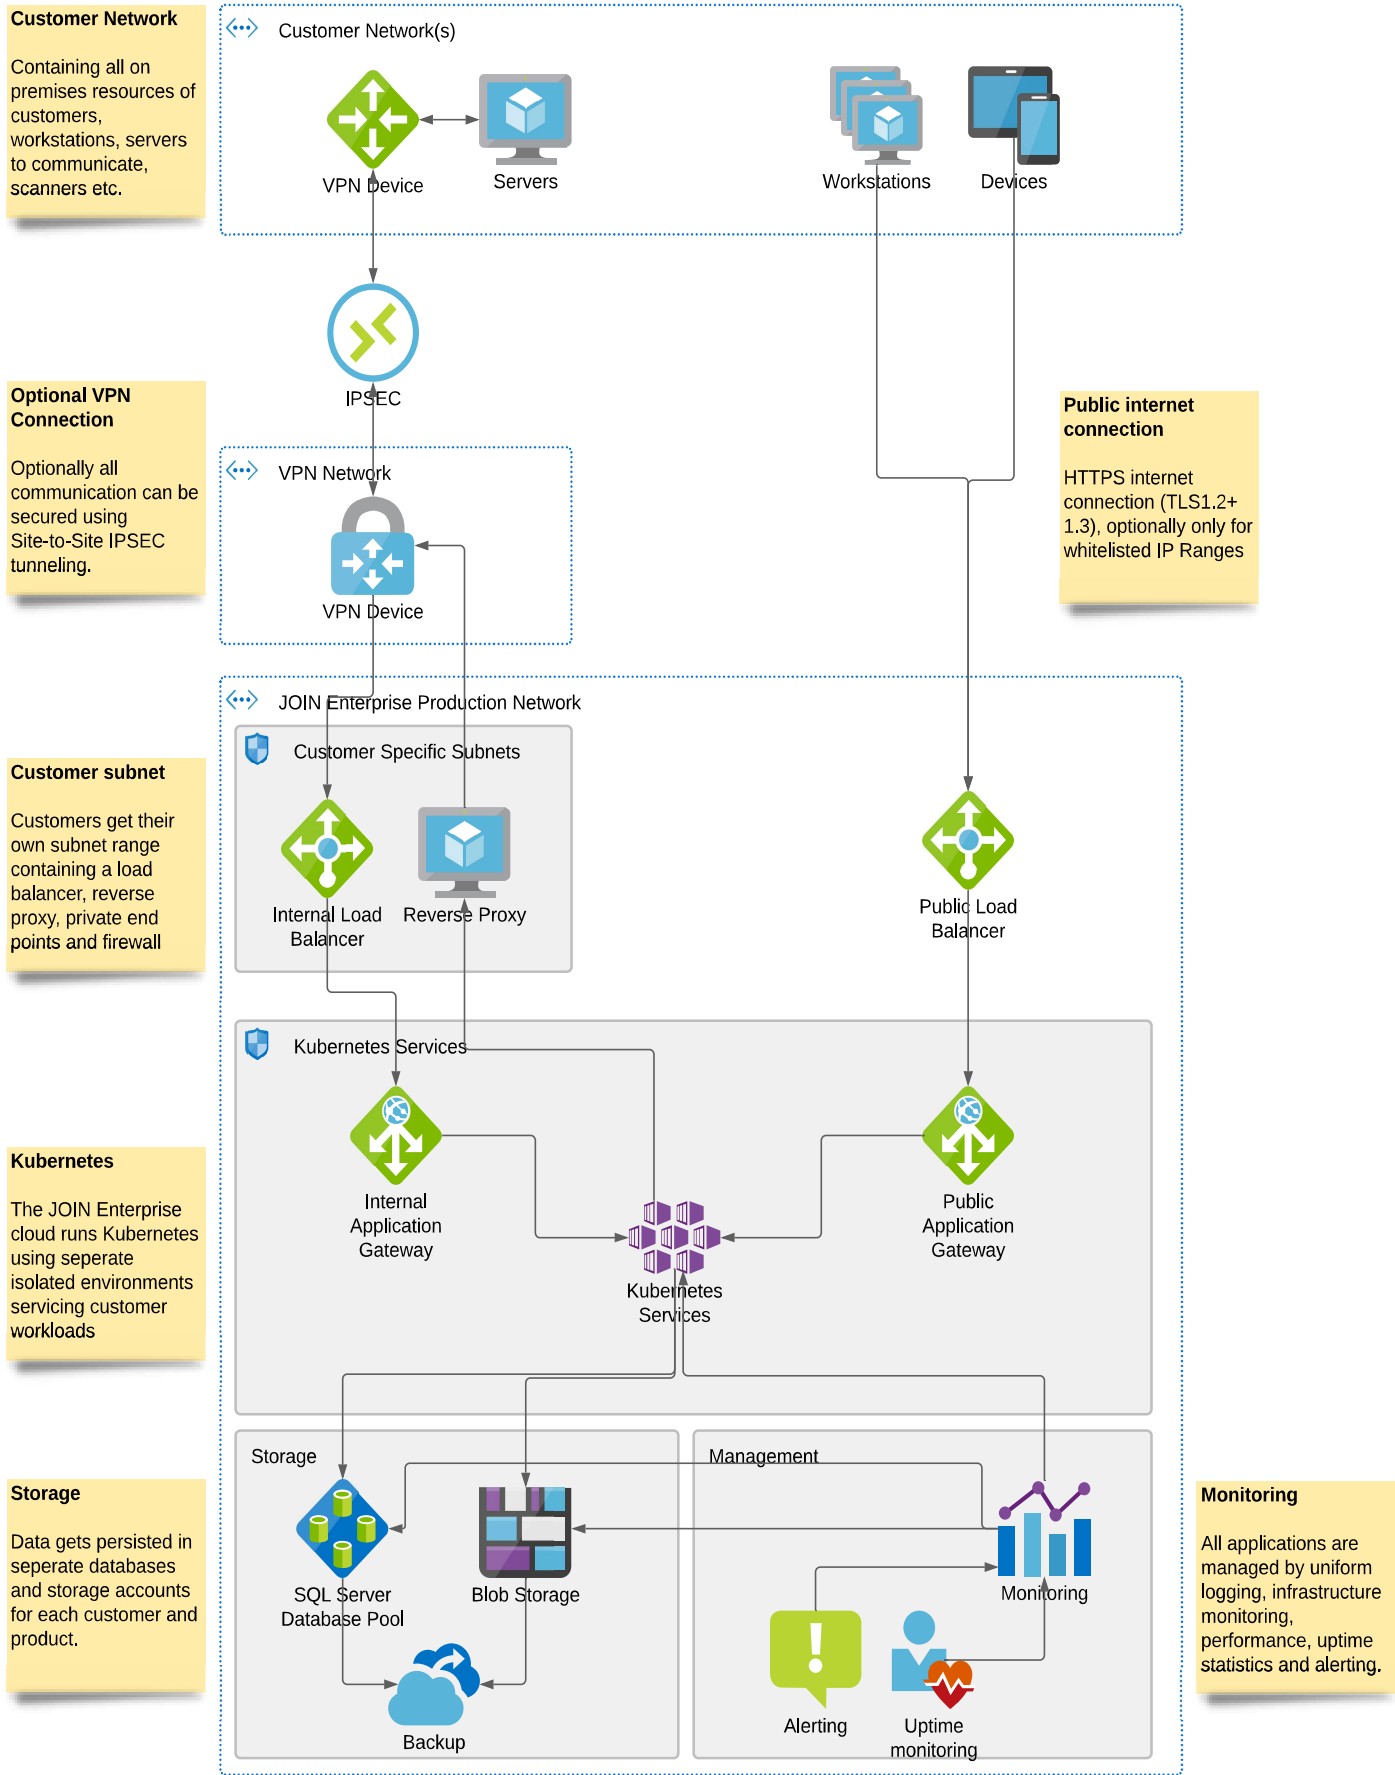 Customer Network
Containing all on
premises resources of
customers,
workstations, servers
to communicate,
scanners etc.
Customer Network(s)
VPN Device
Servers
Workstations
Devices
IPSEC
Optional VPN
Connection
Optionally all
communication can be
secured using
Site-to-Site IPSEC
tunneling.
VPN Network
VPN Device
Public internet
connection
HTTPS internet
connection (TLS1.2+
1.3), optionally only for
whitelisted IP Ranges
JOIN Enterprise Production Network
Customer Specific Subnets
Customer subnet
Customers get their
own subnet range
containing a load
balancer, reverse
proxy, private end
points and firewall
Internal Load
Balancer
Reverse Proxy
Public Load
Balancer
Kubernetes Services
Internal
Application
Gateway
Public
Application
Gateway
Kubernetes
Services
Kubernetes
The JOIN Enterprise
cloud runs Kubernetes
using seperate
isolated environments
servicing customer
workloads
Storage
Management
Storage
Data gets persisted in
seperate databases
and storage accounts
for each customer and
product.
SQL Server
Database Pool
Blob Storage
Backup
Monitoring
Alerting
Uptime
monitoring
Monitoring
All applications are
managed by uniform
logging, infrastructure
monitoring,
performance, uptime
statistics and alerting.